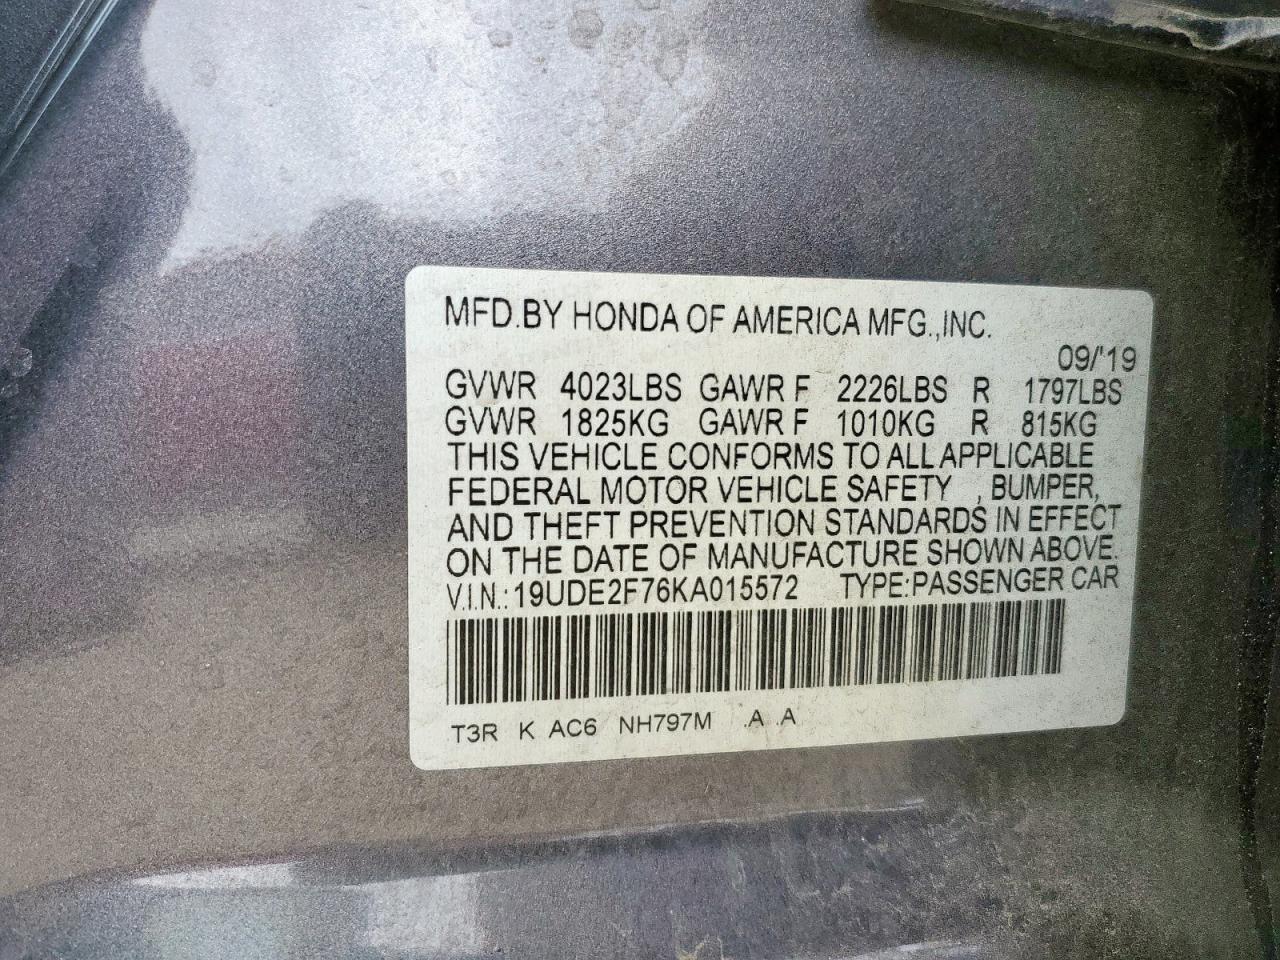 MFD.BY HONDA OF AMERICA MFG.,INC.
09/'19
GVWR 4023LBS GAWR F 2226LBS R 1797LBS
GVWR 1825KG GAWR F 1010KG R 815KG
THIS VEHICLE CONFORMS TO ALL APPLICABLE
FEDERAL MOTOR VEHICLE SAFETY , BUMPER,
AND THEFT PREVENTION STANDARDS IN EFFECT
ON THE DATE OF MANUFACTURE SHOWN ABOVE.
V.I.N.: 19UDE2F76KA015572 TYPE:PASSENGER CAR
T3R K AC6 NH797M .A .A